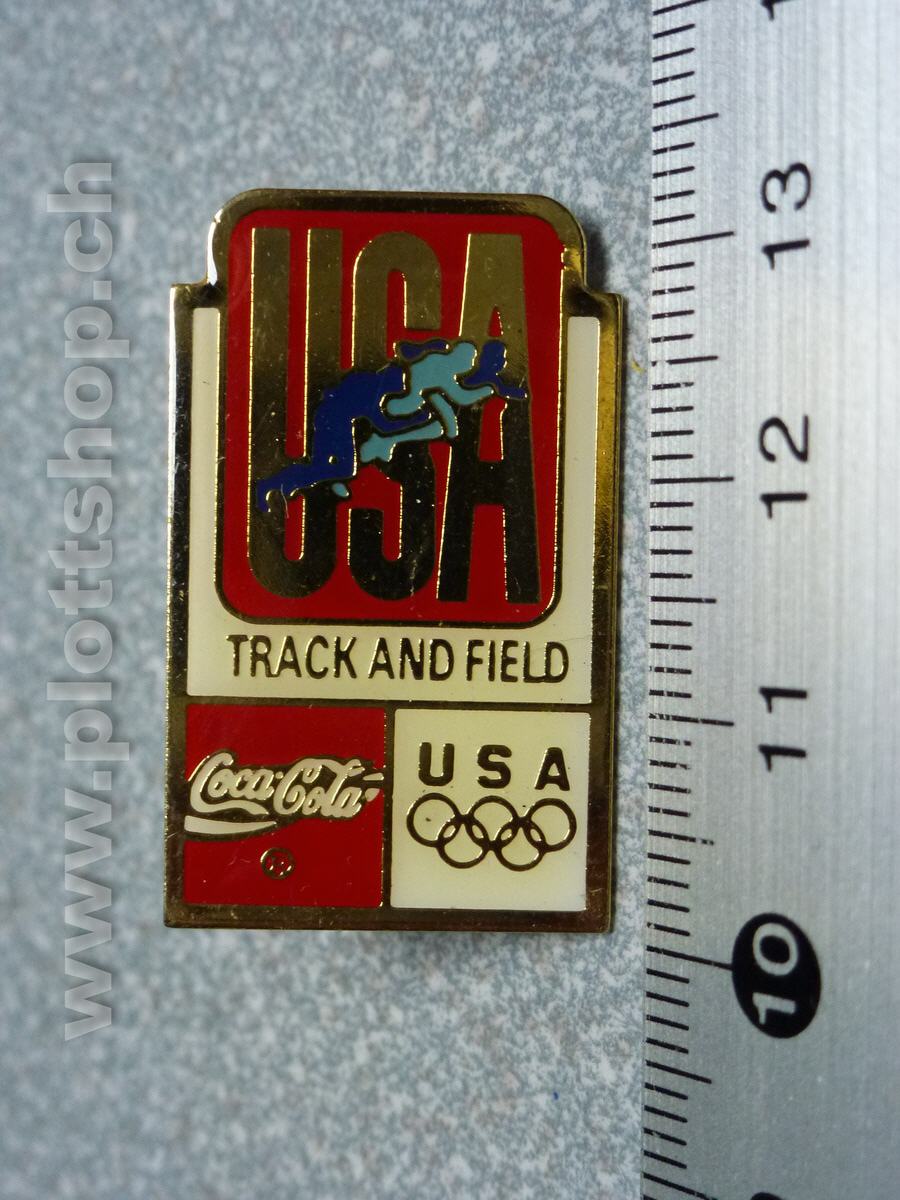 www.plottshop.ch
USA
TRACK AND FIELD
Coca-Cola
®
USA
13
12
11
10